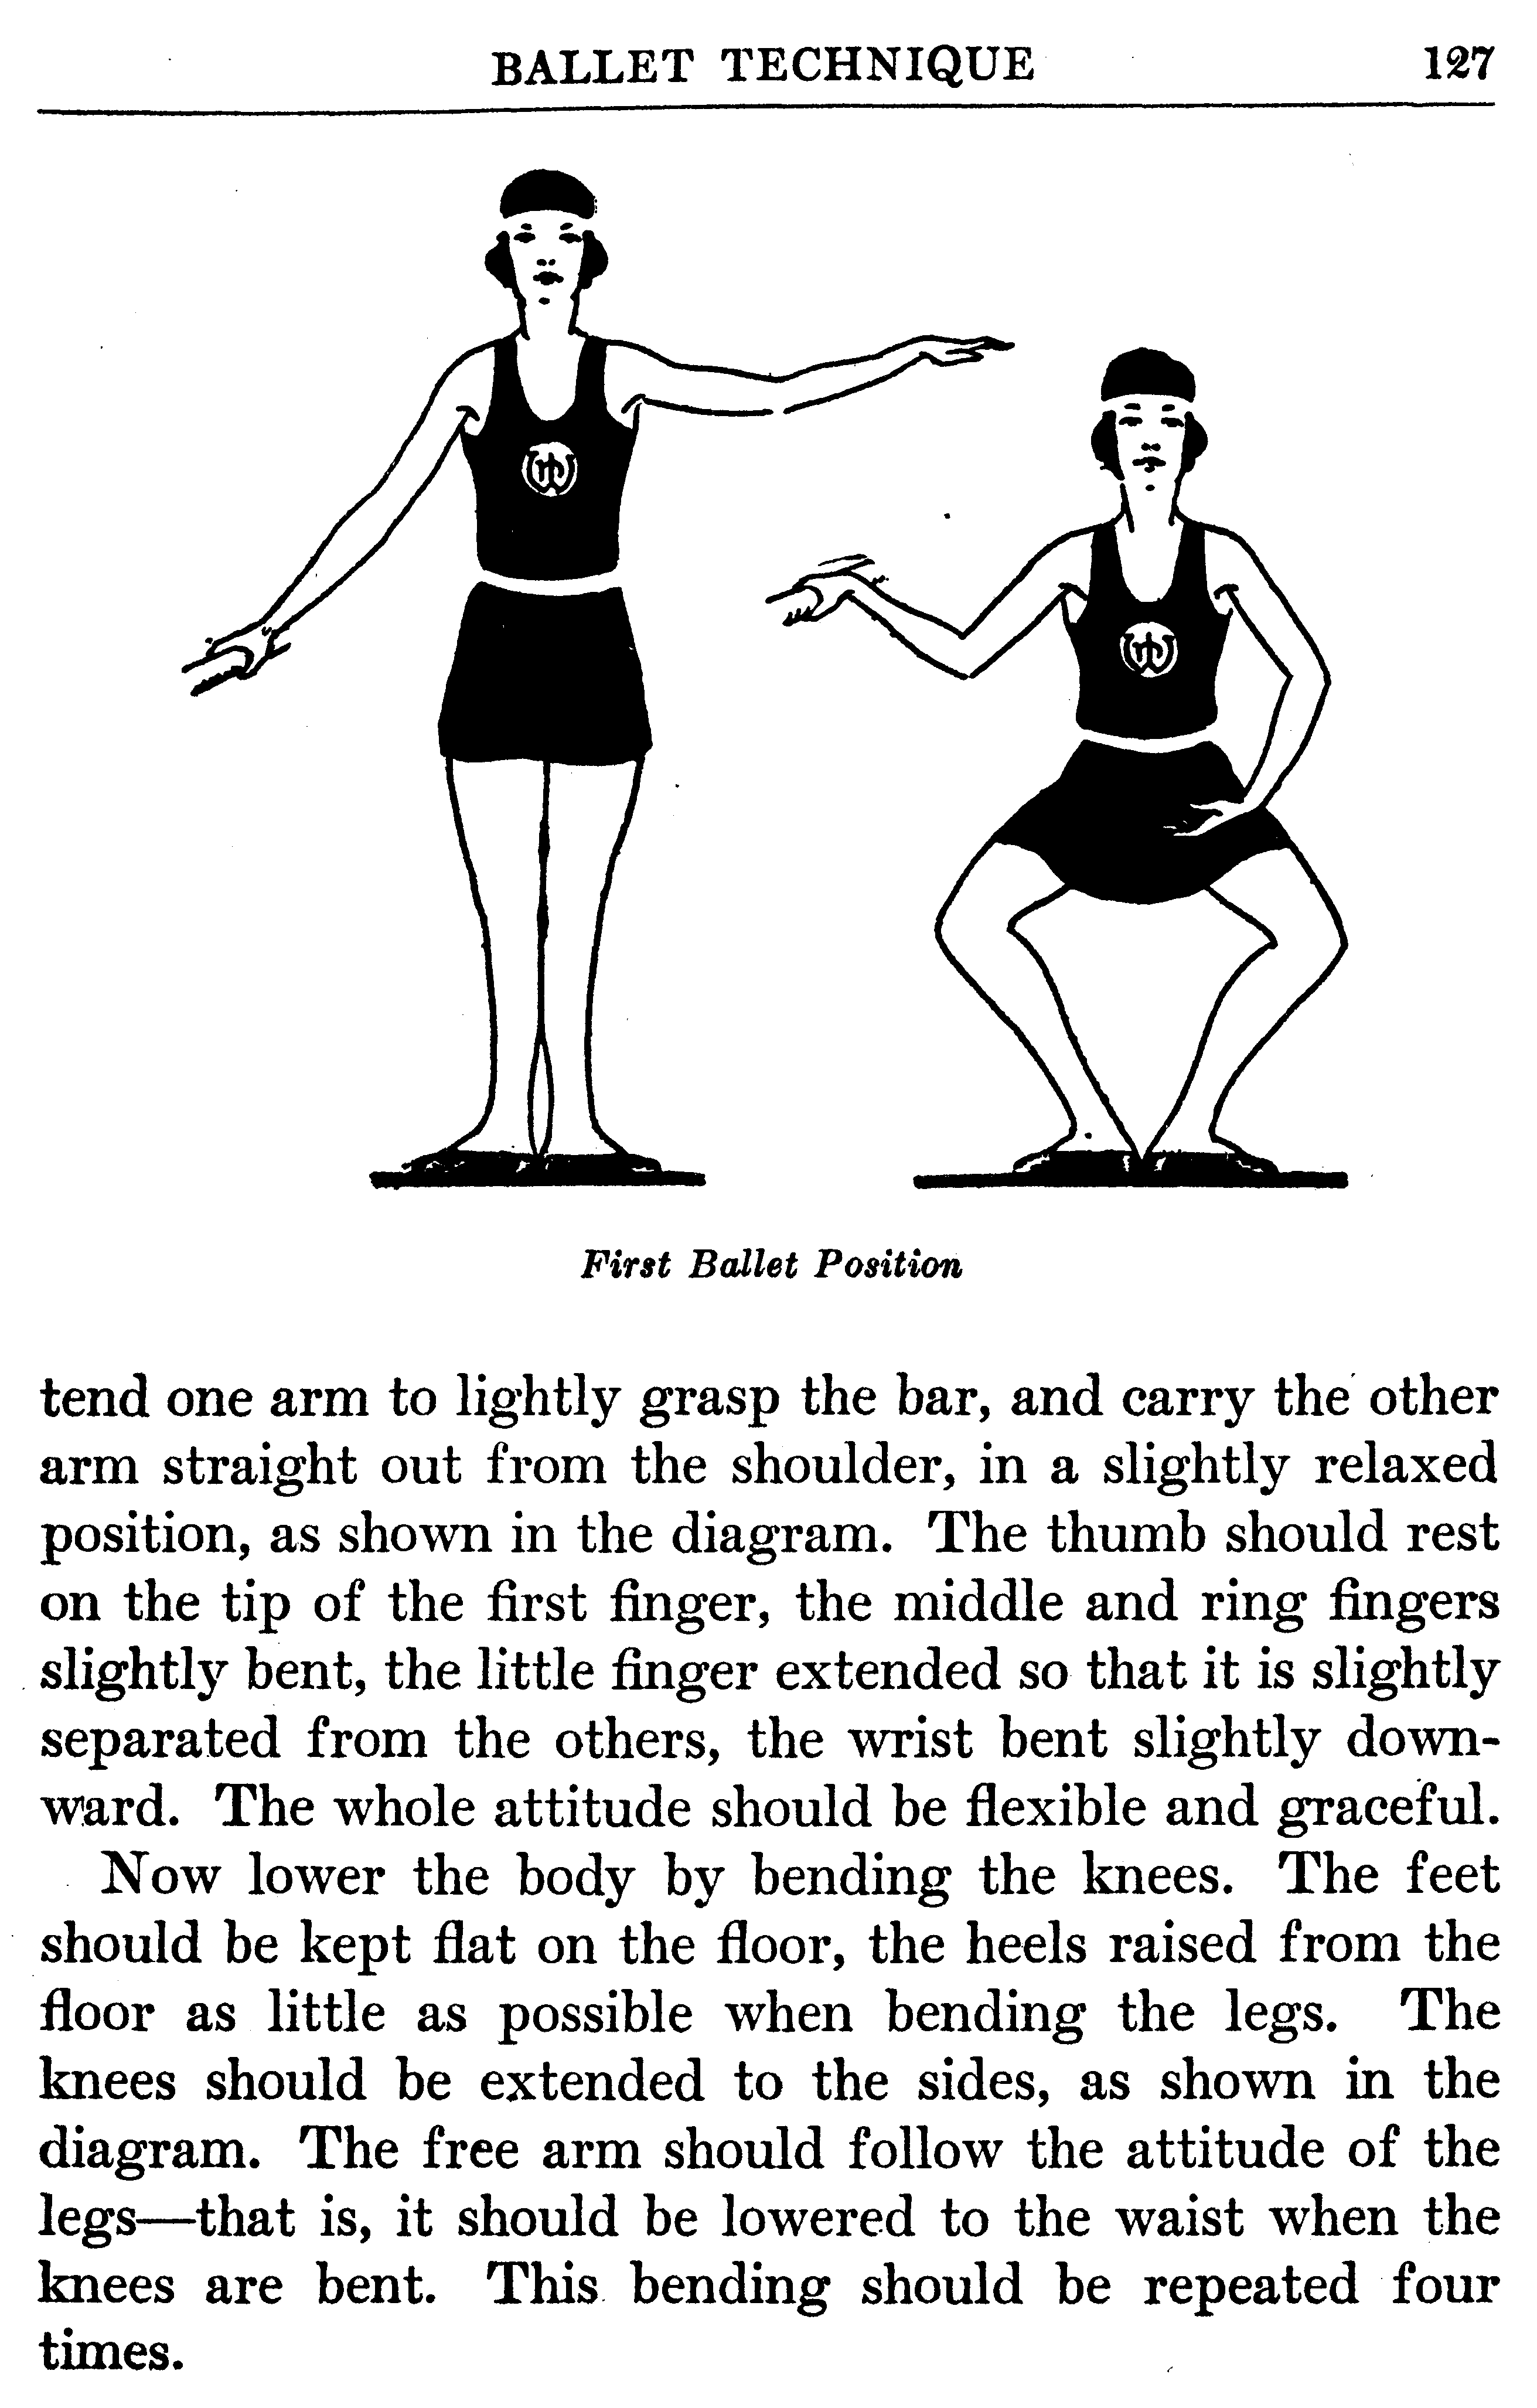 BALLET TECHNIQUE 127
First Ballet Position
tend one arm to lightly grasp the bar, and carry the other
arm straight out from the shoulder, in a slightly relaxed
position, as shown in the diagram. The thumb should rest
on the tip of the first finger, the middle and ring fingers
slightly bent, the little finger extended so that it is slightly
separated from the others, the wrist bent slightly down-
ward. The whole attitude should be flexible and graceful.
Now lower the body by bending the knees. The feet
should be kept flat on the floor, the heels raised from the
floor as little as possible when bending the legs. The
knees should be extended to the sides, as shown in the
diagram. The free arm should follow the attitude of the
legs—that is, it should be lowered to the waist when the
knees are bent. This bending should be repeated four
times.